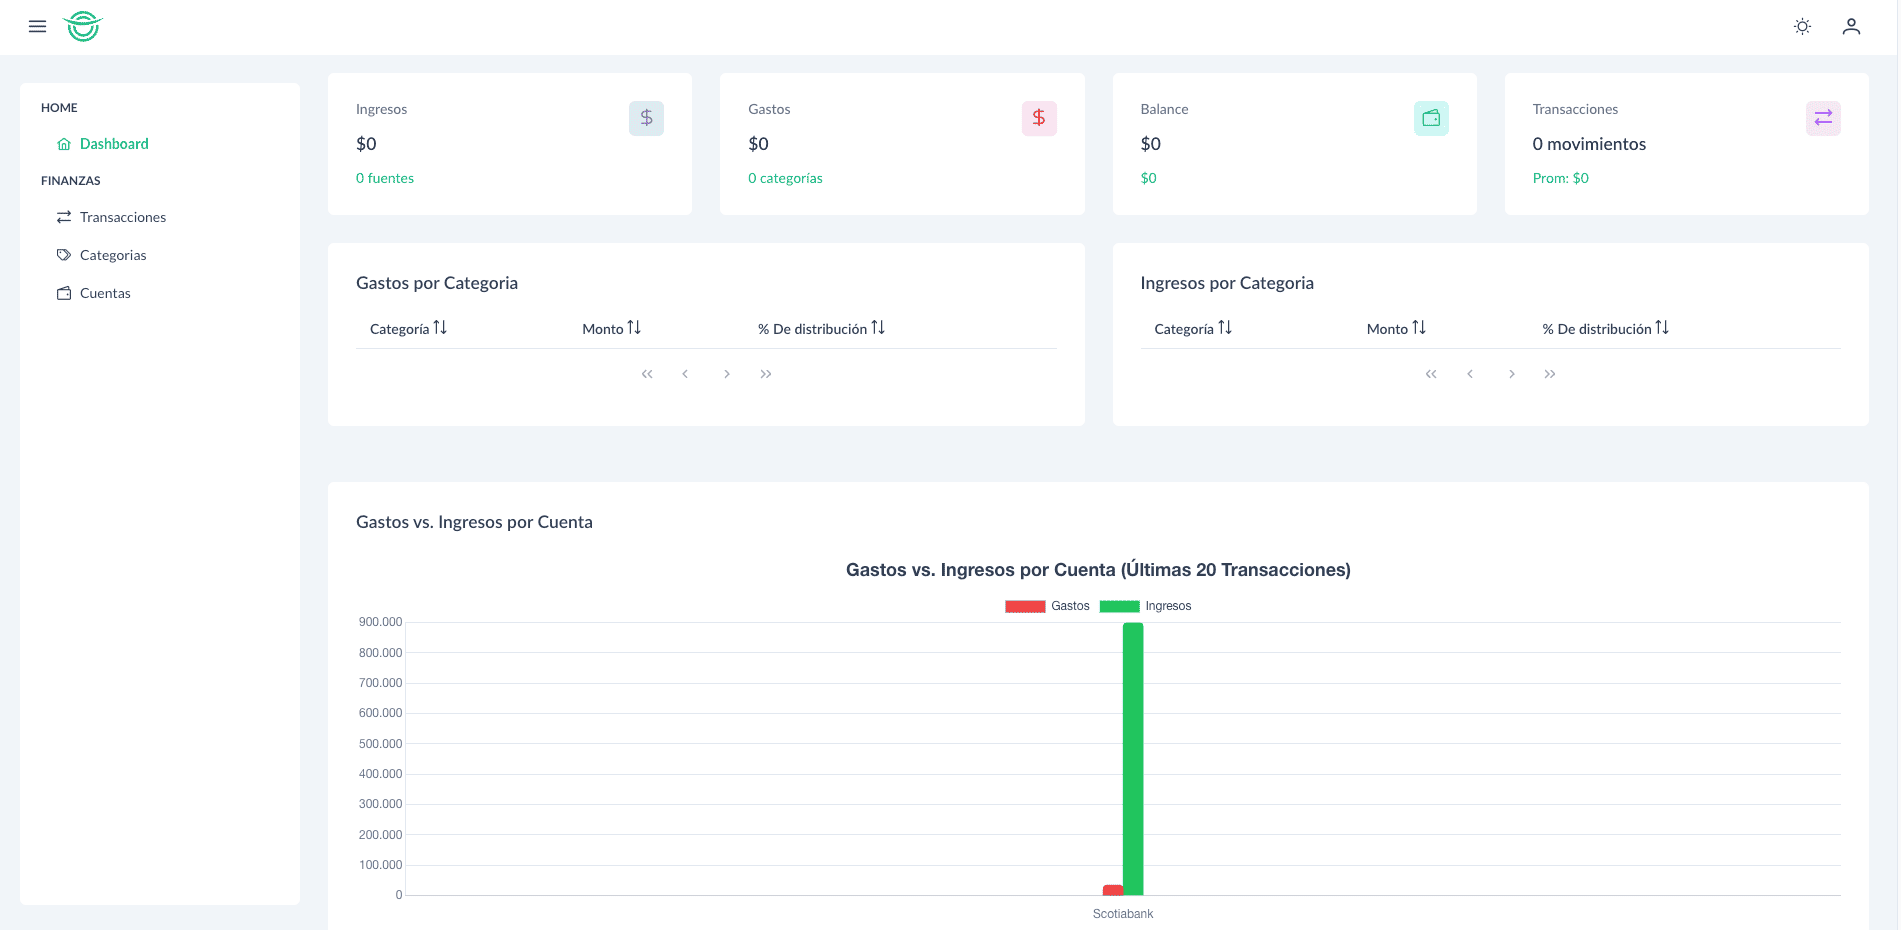 HOME
Dashboard
FINANZAS
Transacciones
Categorias
Cuentas
Ingresos
$0
0 fuentes
Gastos
$0
0 categorías
Balance
$0
$0
Transacciones
0 movimientos
Prom: $0
Gastos por Categoria
Categoría Monto % De distribución
Ingresos por Categoria
Categoría Monto % De distribución
Gastos vs. Ingresos por Cuenta
Gastos vs. Ingresos por Cuenta (Últimas 20 Transacciones)
Gastos Ingresos
900.000
800.000
700.000
600.000
500.000
400.000
300.000
200.000
100.000
0
Scotiabank